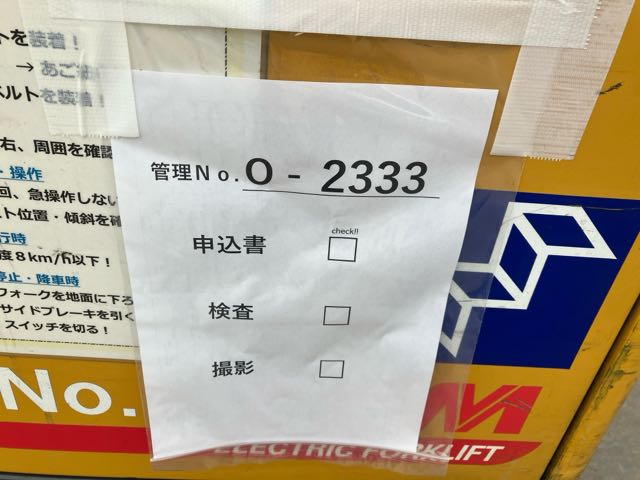 トを装着！
→ あご
ベルトを装着！
右、周囲を確認
・操作
回、急操作しない
スト位置・傾斜を確
行時
度８km/h以下！
停止・降車時
フォークを地面に下ろ
サイドブレーキを引く
スイッチを切る！
管理No.O - 2333
check!!
申込書 □
検査 □
撮影 □
No.
ELECTRIC FORKLIFT